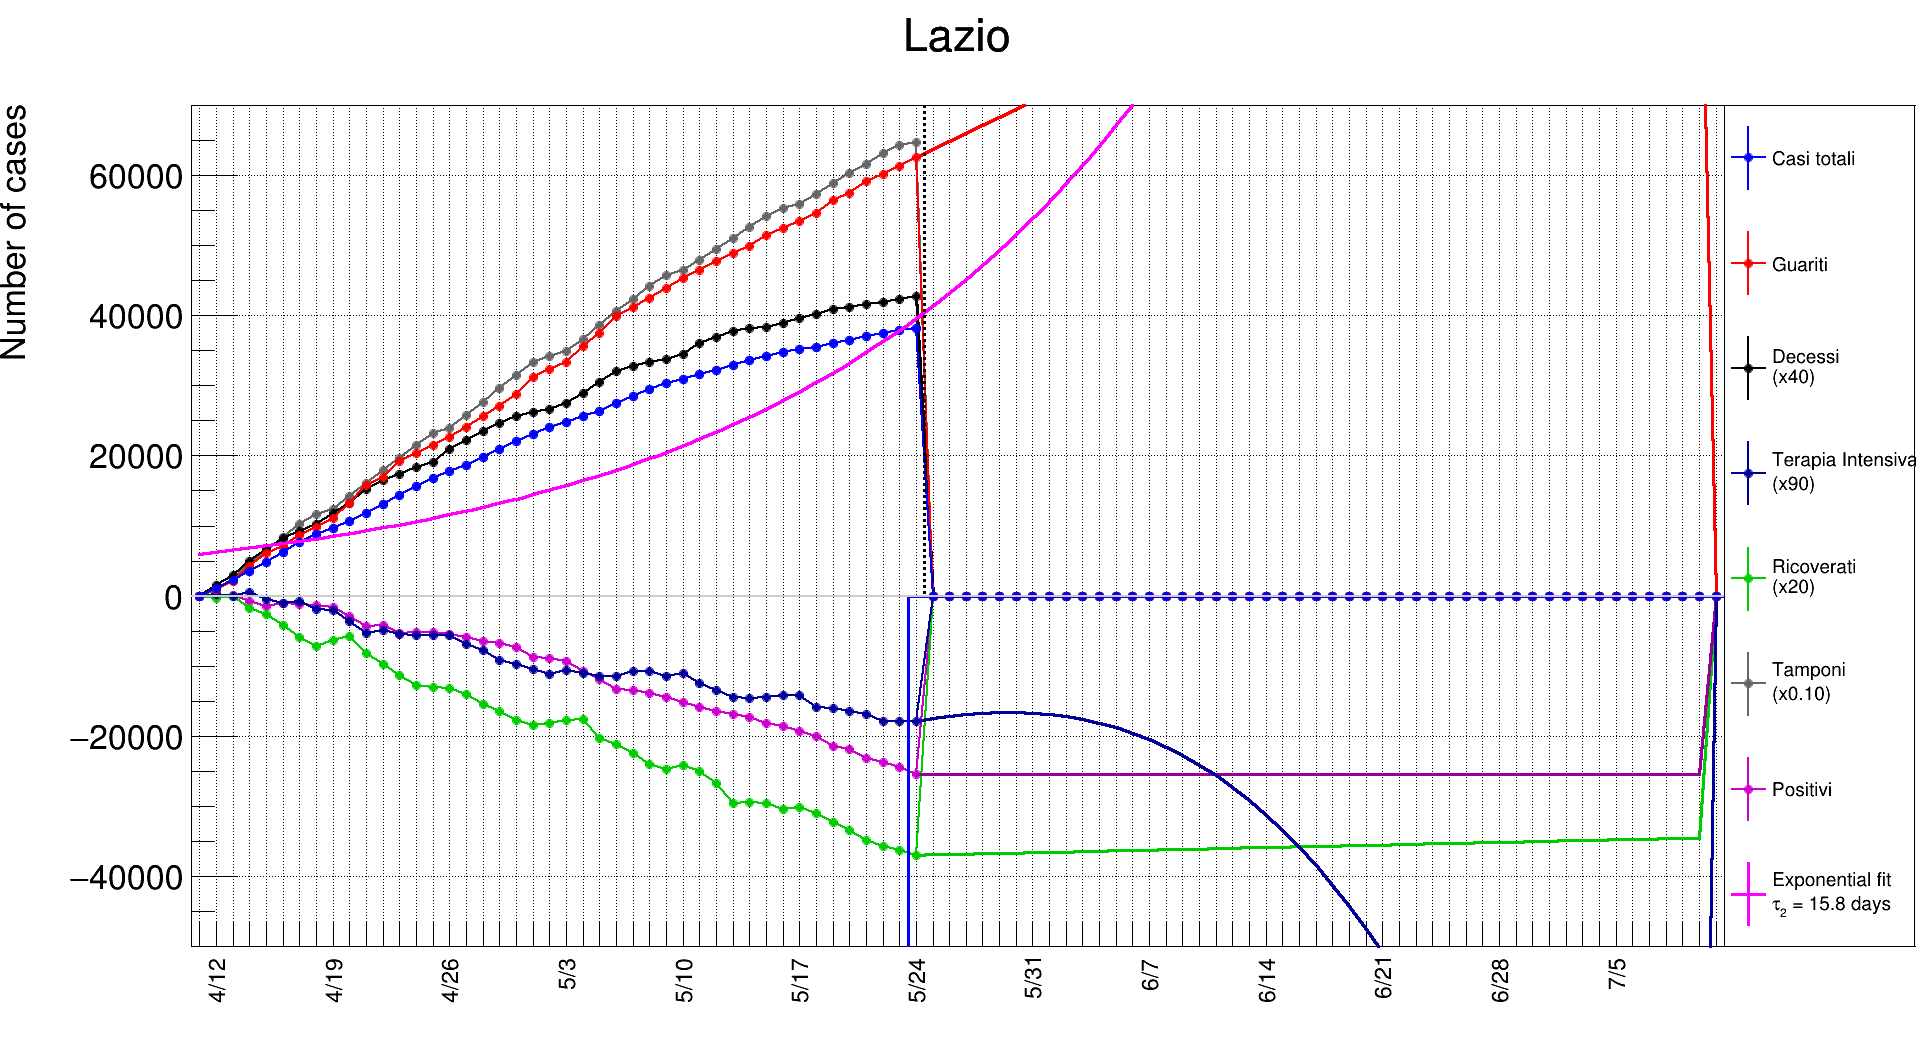 Lazio
Number of cases
60000
40000
20000
0
−20000
−40000
4/12
4/19
4/26
5/3
5/10
5/17
5/24
5/31
6/7
6/14
6/21
6/28
7/5
Casi totali
Guariti
Decessi
(x40)
Terapia Intensiva
(x90)
Ricoverati
(x20)
Tamponi
(x0.10)
Positivi
Exponential fit
τ2 = 15.8 days